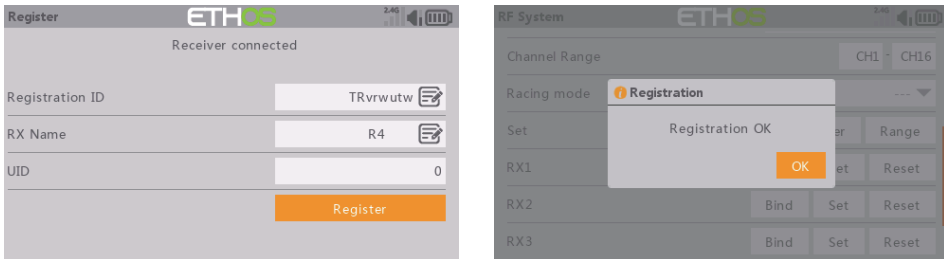 Register
ETHOS
2.4G
Receiver connected
Registration ID
TRvrwutw
RX Name
R4
UID
0
Register
RF System
ETHOS
2.4G
Channel Range
CH1 - CH16
Racing mode
---
Registration
Registration OK
OK
Set
er
Range
RX1
et
Reset
RX2
Bind
Set
Reset
RX3
Bind
Set
Reset